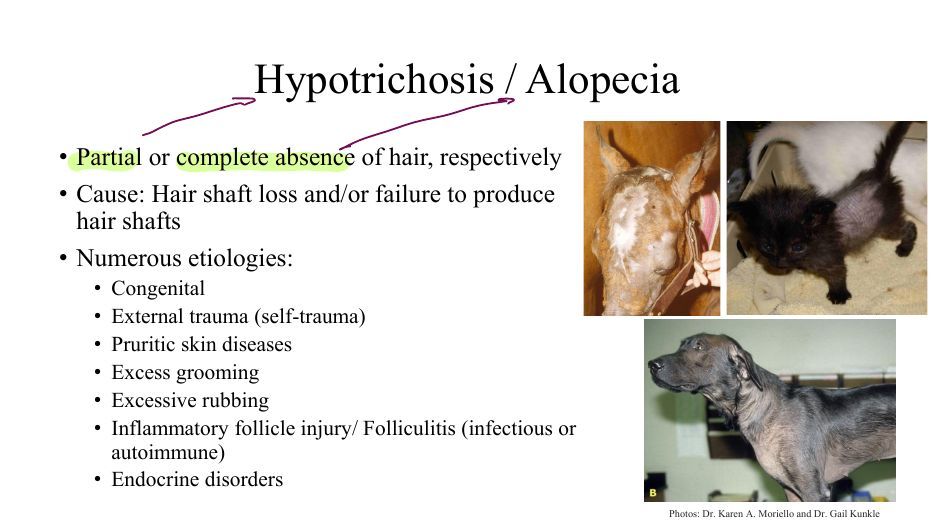 Hypotrichosis / Alopecia
• Partial or complete absence of hair, respectively
• Cause: Hair shaft loss and/or failure to produce
hair shafts
• Numerous etiologies:
• Congenital
• External trauma (self-trauma)
• Pruritic skin diseases
• Excess grooming
• Excessive rubbing
• Inflammatory follicle injury/ Folliculitis (infectious or
autoimmune)
• Endocrine disorders
B
Photos: Dr. Karen A. Moriello and Dr. Gail Kunkle